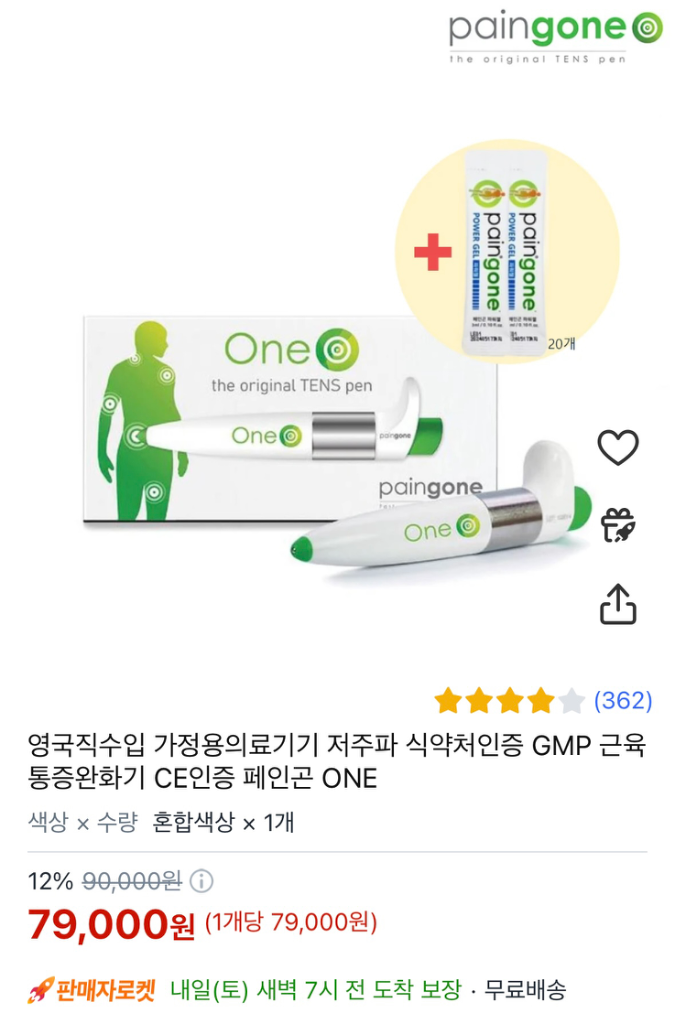 paingone
the original TENS pen
paingone
POWER GEL
paingone
POWER GEL
20개
One
the original TENS pen
One
paingone
paingone
One
(362)
영국직수입 가정용의료기기 저주파 식약처인증 GMP 근육
통증완화기 CE인증 페인곤 ONE
색상 × 수량 혼합색상 × 1개
12% 90,000원
79,000원 (1개당 79,000원)
판매자로켓 내일(토) 새벽 7시 전 도착 보장 · 무료배송